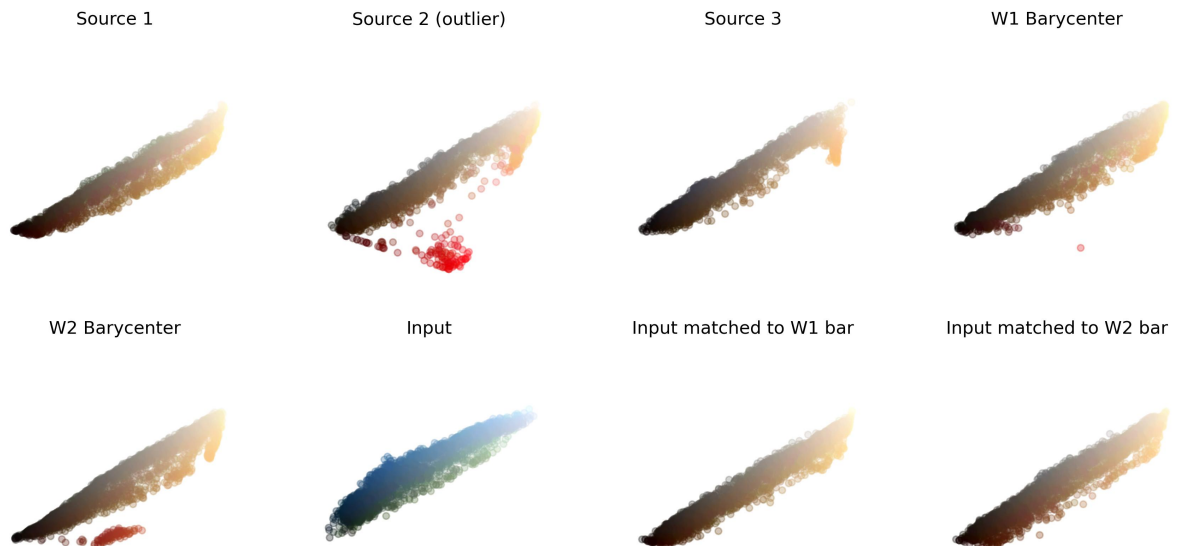 Source 1
Source 2 (outlier)
Source 3
W1 Barycenter
W2 Barycenter
Input
Input matched to W1 bar
Input matched to W2 bar